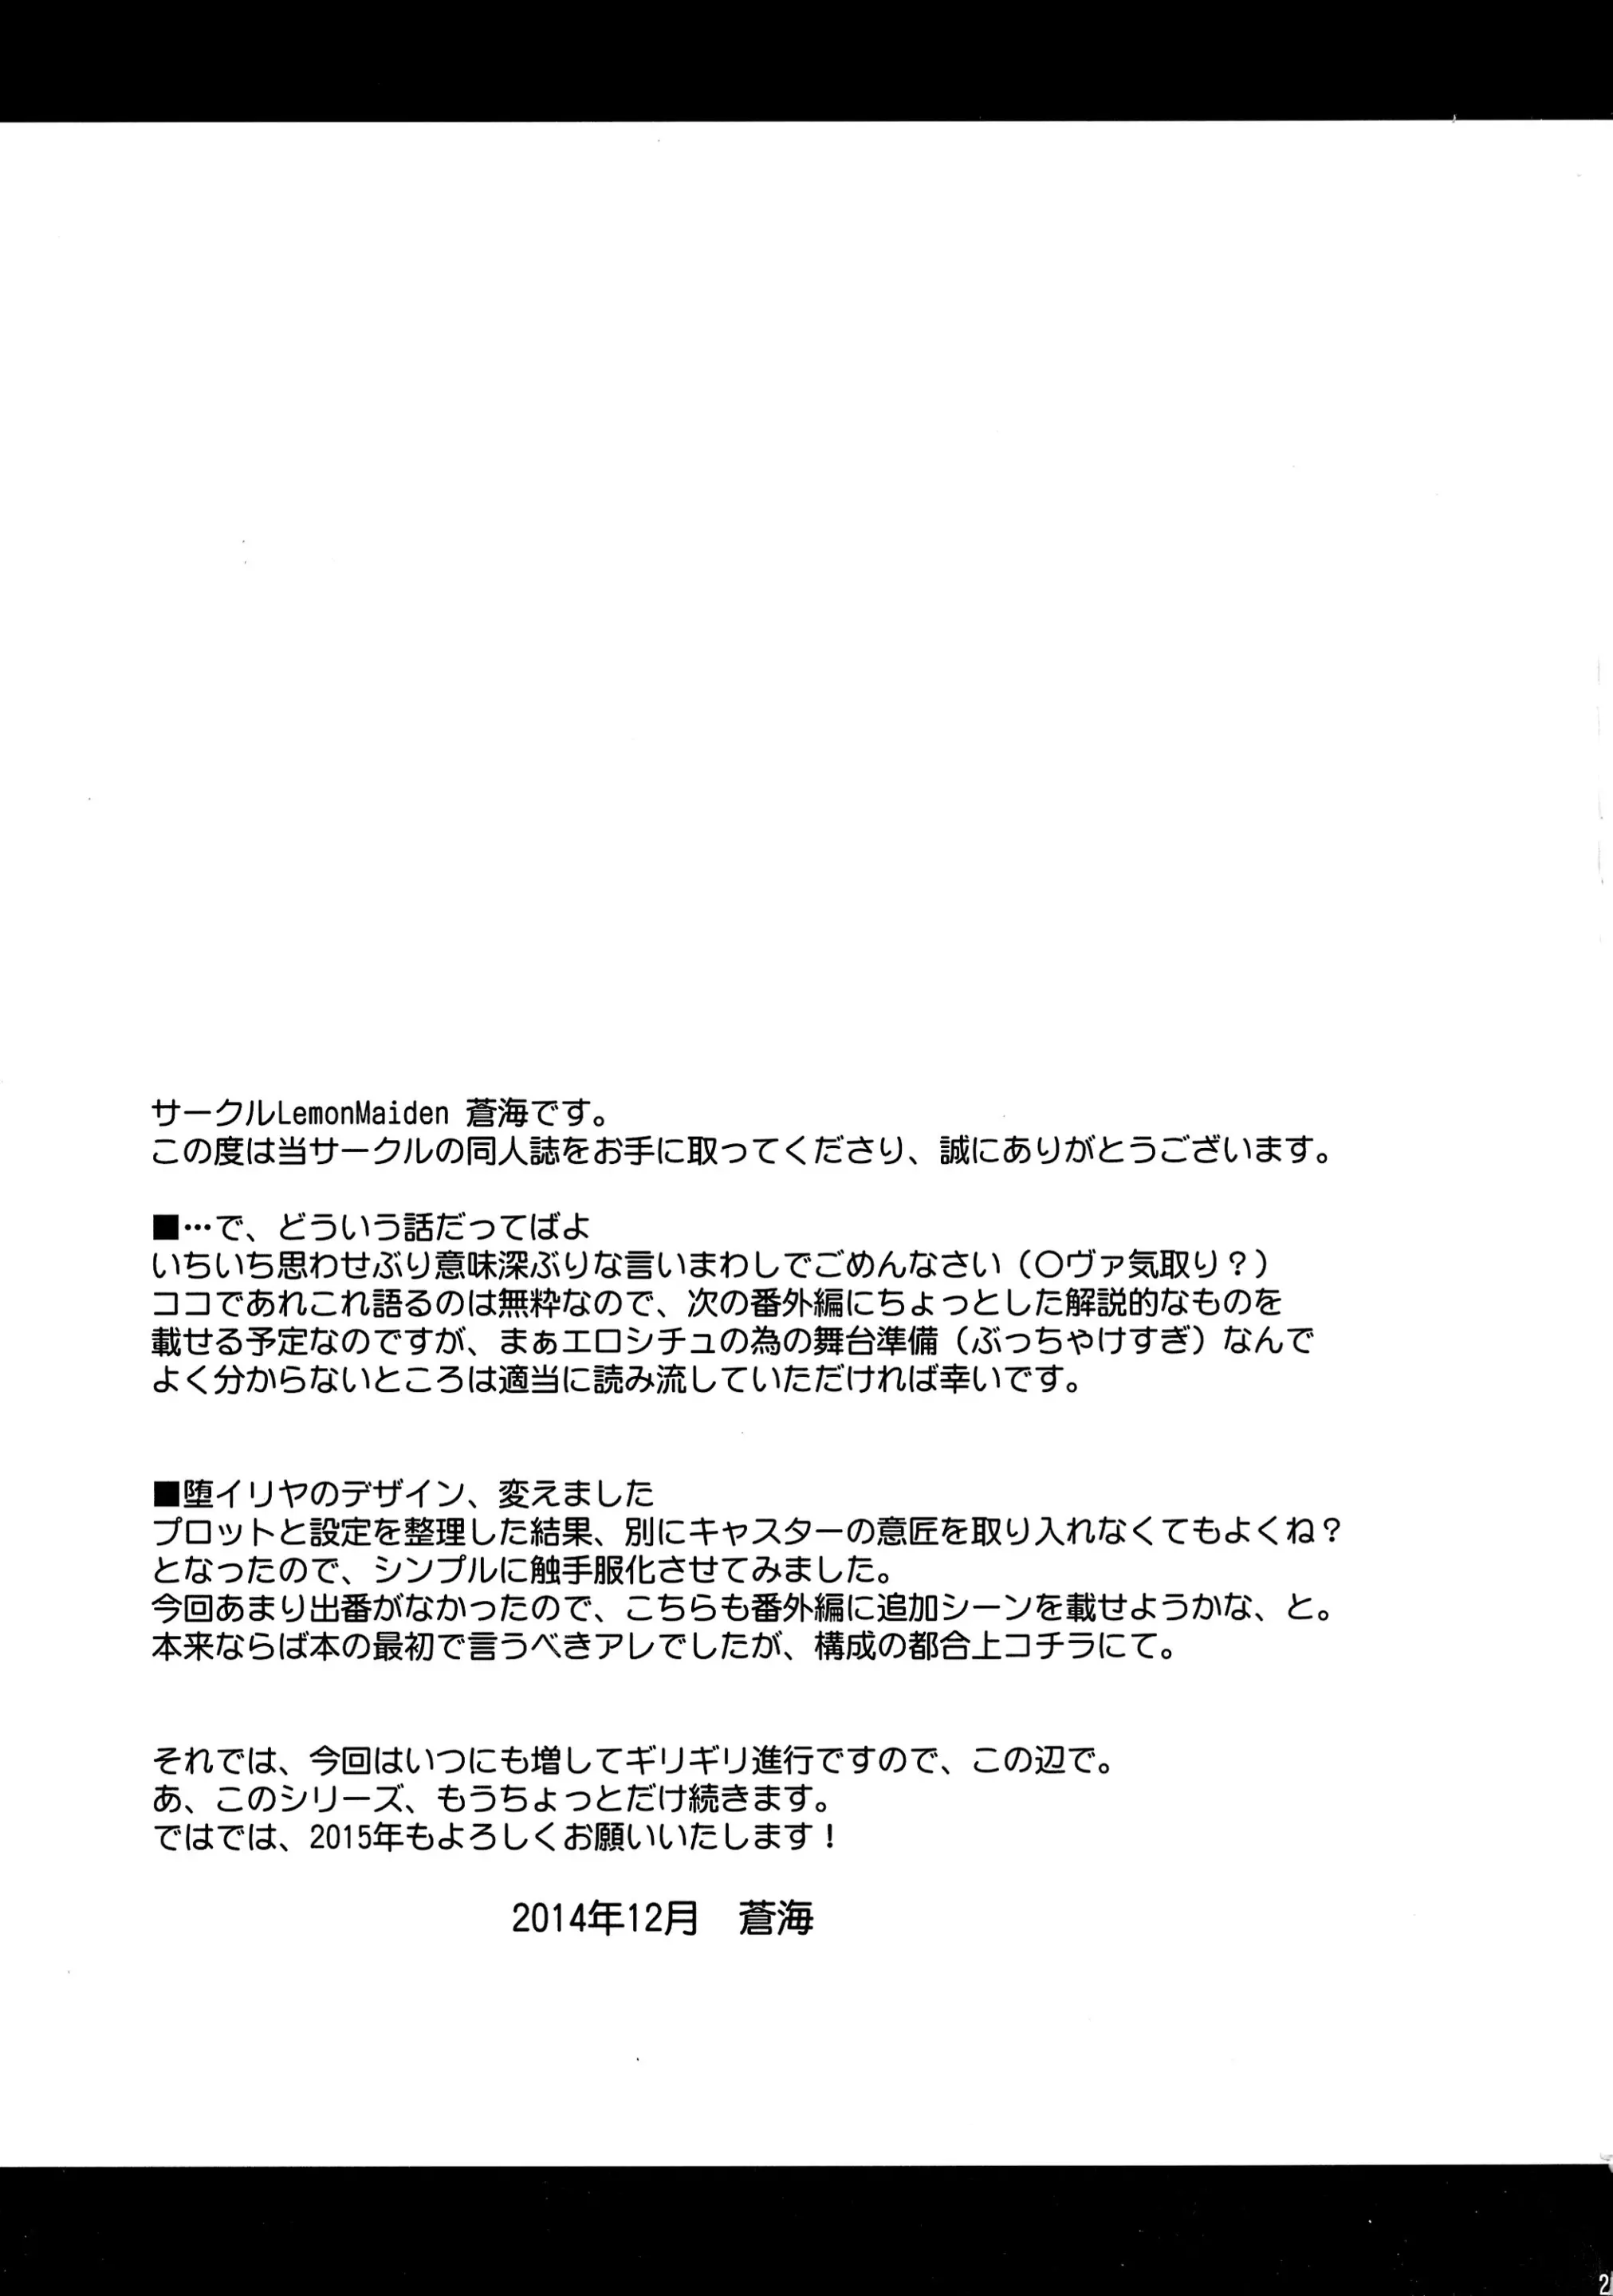 サークルLemonMaiden 蒼海です。
この度は当サークルの同人誌をお手に取ってくださり、誠にありがとうございます。
■…で、どういう話だってばよ
いちいち思わせぶり意味深ぶりな言いまわしでごめんなさい（〇ヴァ気取り？）
ココであれこれ語るのは無粋なので、次の番外編にちょっとした解説的なものを
載せる予定なのですが、まぁエロシチュの為の舞台準備（ぶっちゃけすぎ）なんで
よく分からないところは適当に読み流していただければ幸いです。
■堕イリヤのデザイン、変えました
プロットと設定を整理した結果、別にキャスターの意匠を取り入れなくてもよくね？
となったので、シンプルに触手服化させてみました。
今回あまり出番がなかったので、こちらも番外編に追加シーンを載せようかな、と。
本来ならば本の最初で言うべきアレでしたが、構成の都合上コチラにて。
それでは、今回はいつにも増してギリギリ進行ですので、この辺で。
あ、このシリーズ、もうちょっとだけ続きます。
ではでは、2015年もよろしくお願いいたします！
2014年12月　蒼海